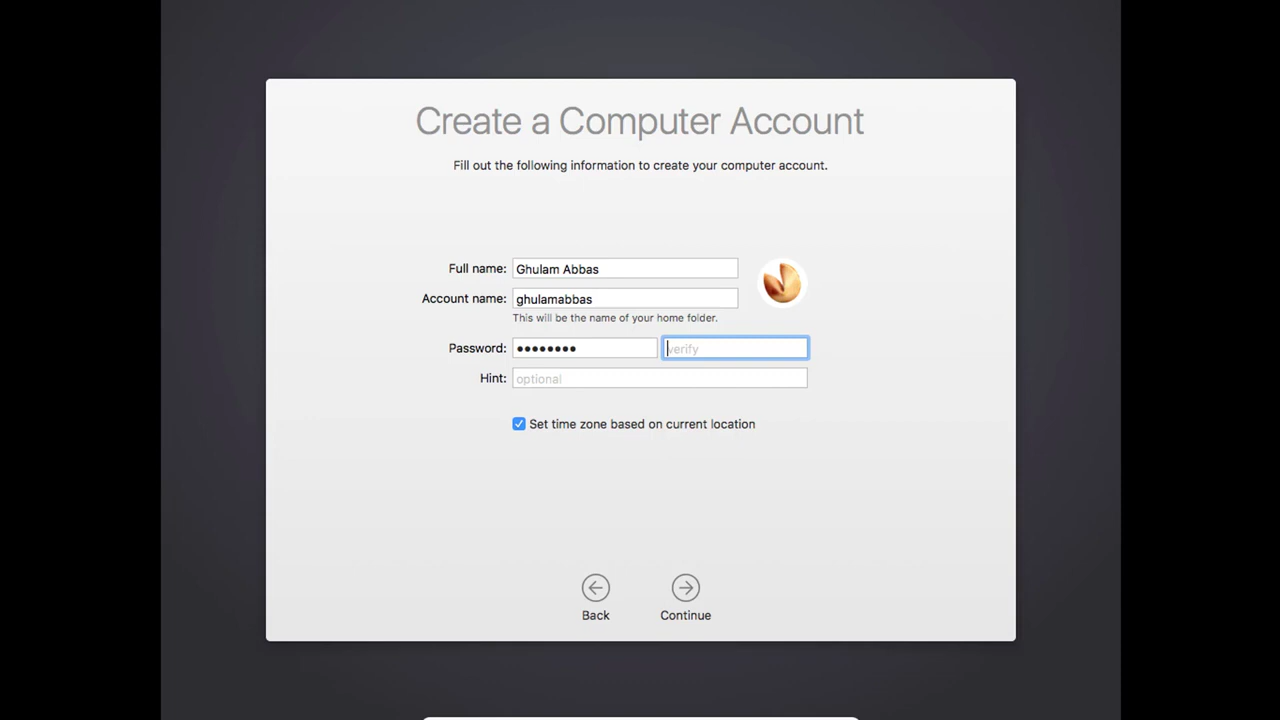 Create a Computer Account
Fill out the following information to create your computer account.
Full name: Ghulam Abbas
Account name: ghulamabbas
This will be the name of your home folder.
Password: •••••••• verify
Hint: optional
Set time zone based on current location
Back Continue